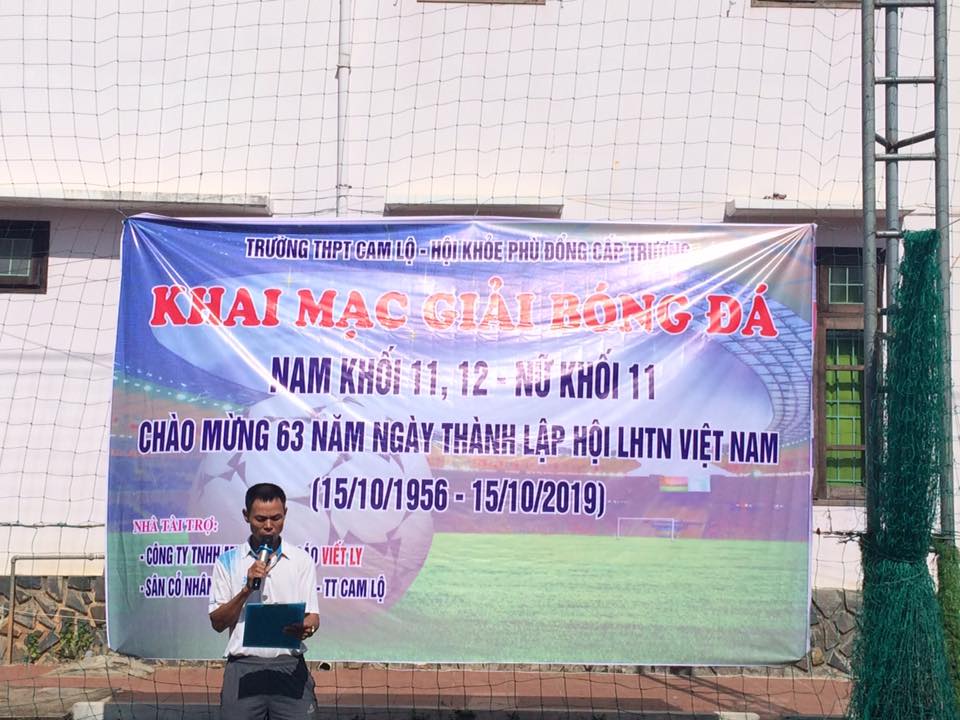 TRƯỜNG THPT CAM LỘ - HỘI KHỎE PHÙ ĐỔNG CẤP TRƯỜNG
KHAI MẠC GIẢI BÓNG ĐÁ
NAM KHỐI 11, 12 - NỮ KHỐI 11
CHÀO MỪNG 63 NĂM NGÀY THÀNH LẬP HỘI LHTN VIỆT NAM
(15/10/1956 - 15/10/2019)
NHÀ TÀI TRỢ:
- CÔNG TY TNHH VIẾT LY
- SÂN CỎ NHÂN - TT CAM LỘ